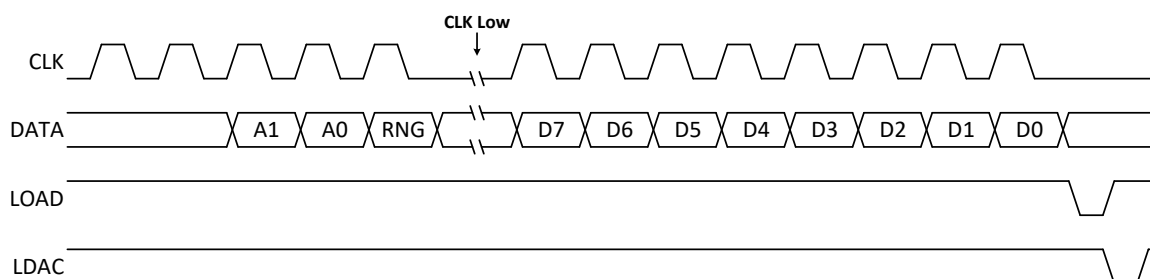 CLK Low
CLK
DATA A1 A0 RNG D7 D6 D5 D4 D3 D2 D1 D0
LOAD
LDAC